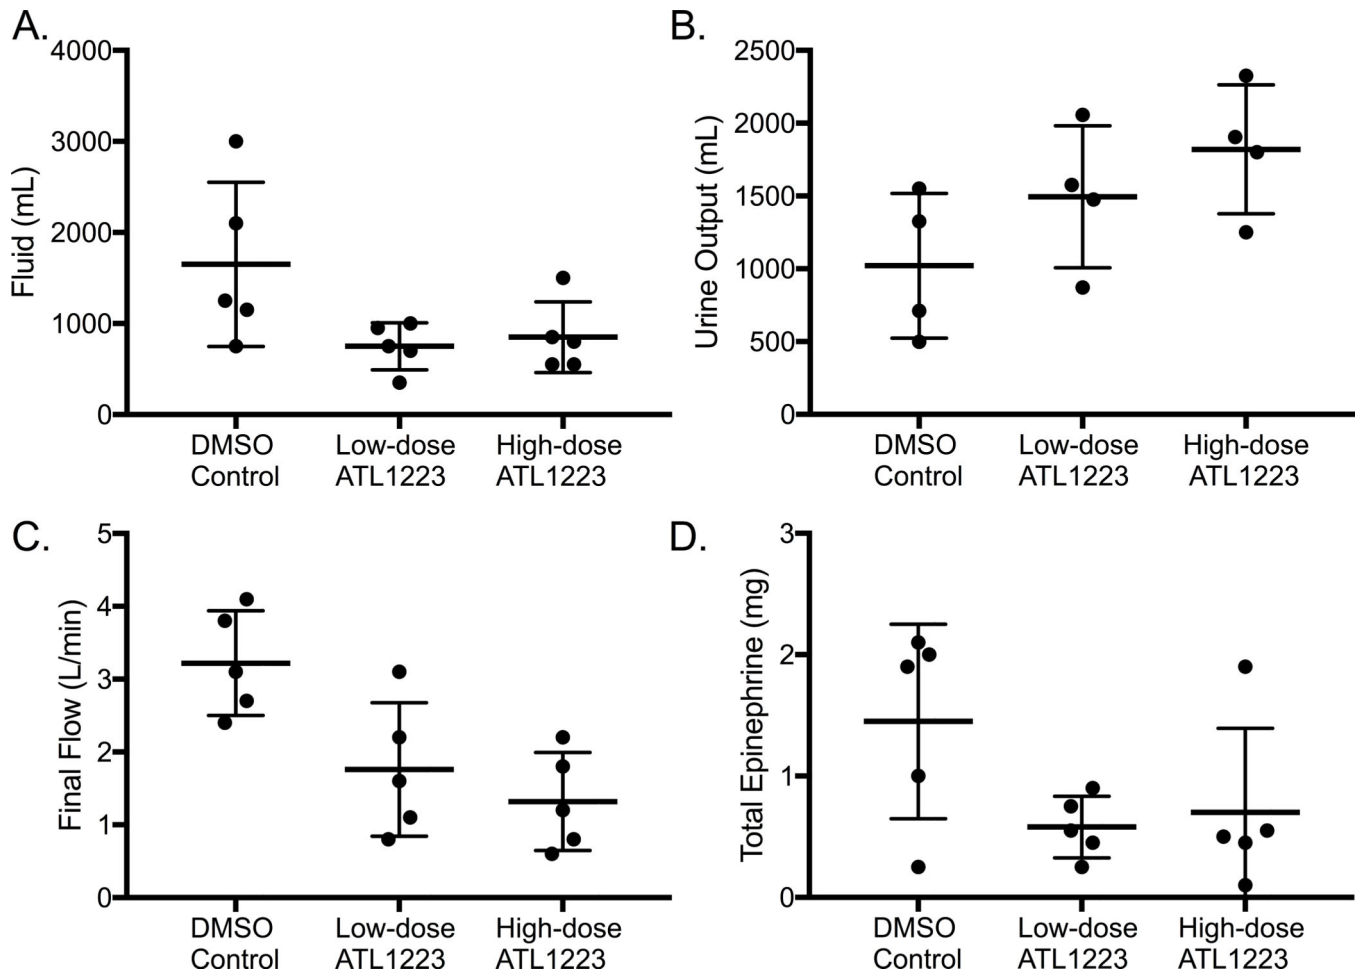 A.
4000
3000
2000
1000
0
Fluid (mL)
DMSO
Control
Low-dose
ATL1223
High-dose
ATL1223
B.
2500
2000
1500
1000
500
0
Urine Output (mL)
DMSO
Control
Low-dose
ATL1223
High-dose
ATL1223
C.
5
4
3
2
1
0
Final Flow (L/min)
DMSO
Control
Low-dose
ATL1223
High-dose
ATL1223
D.
3
2
1
0
Total Epinephrine (mg)
DMSO
Control
Low-dose
ATL1223
High-dose
ATL1223